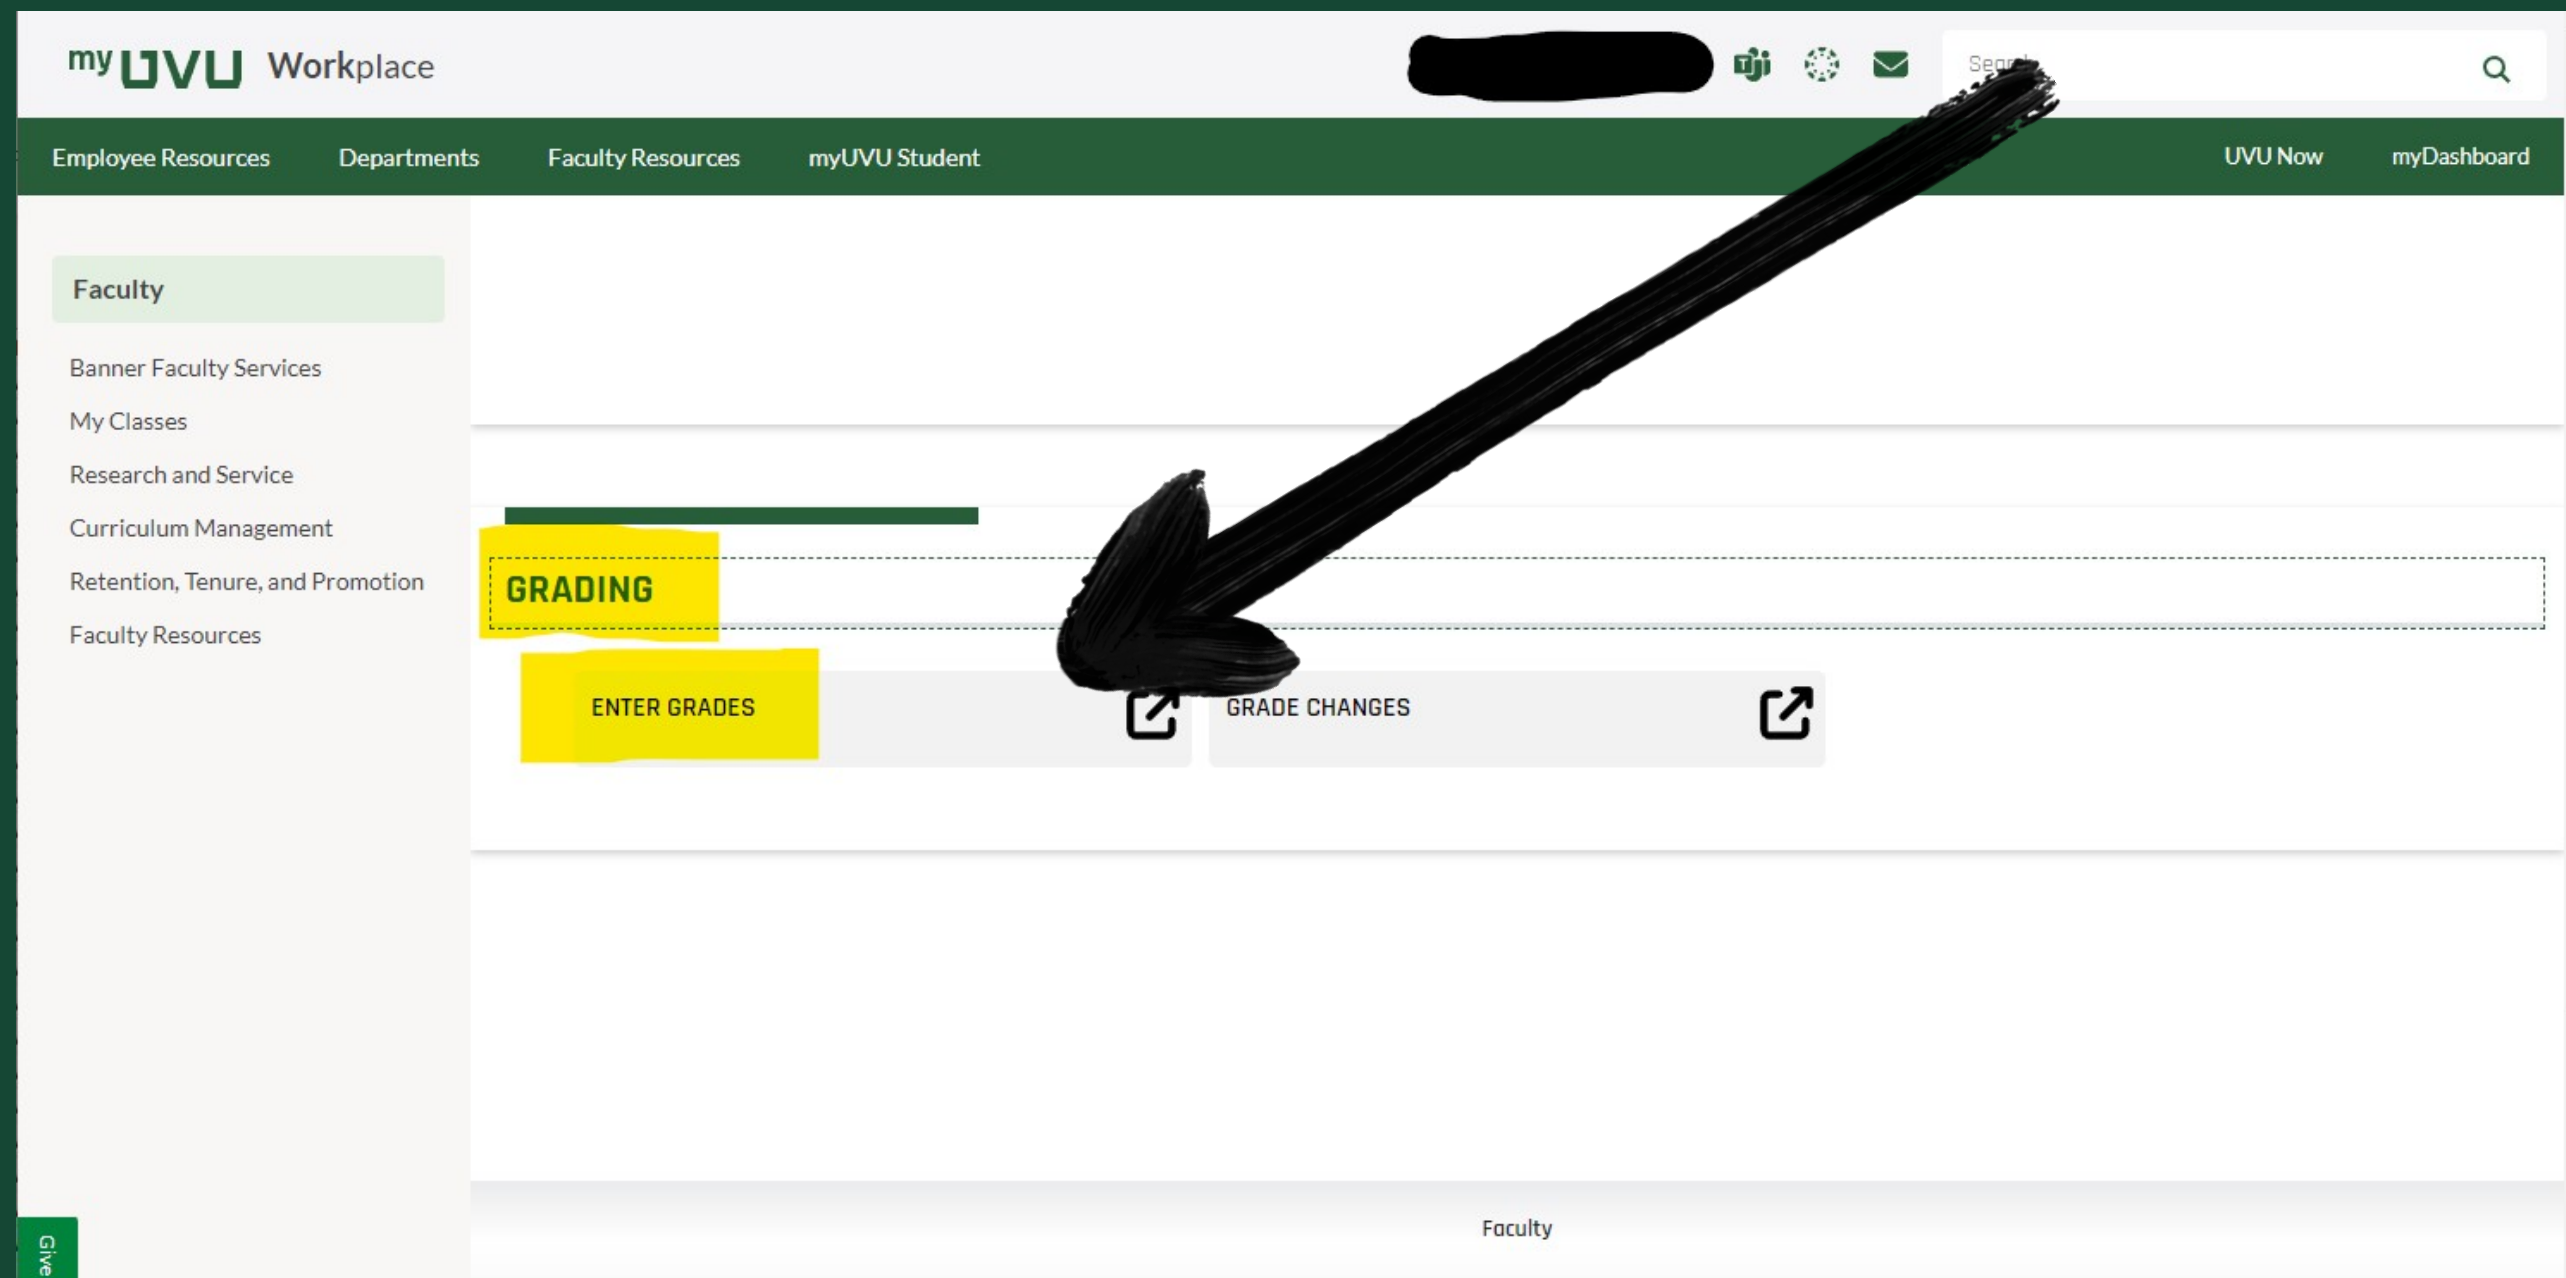 my UVU Workplace
Search
Employee Resources Departments Faculty Resources myUVU Student UVU Now myDashboard
Faculty
Banner Faculty Services
My Classes
Research and Service
Curriculum Management
Retention, Tenure, and Promotion
Faculty Resources
GRADING
ENTER GRADES
GRADE CHANGES
Faculty
Give